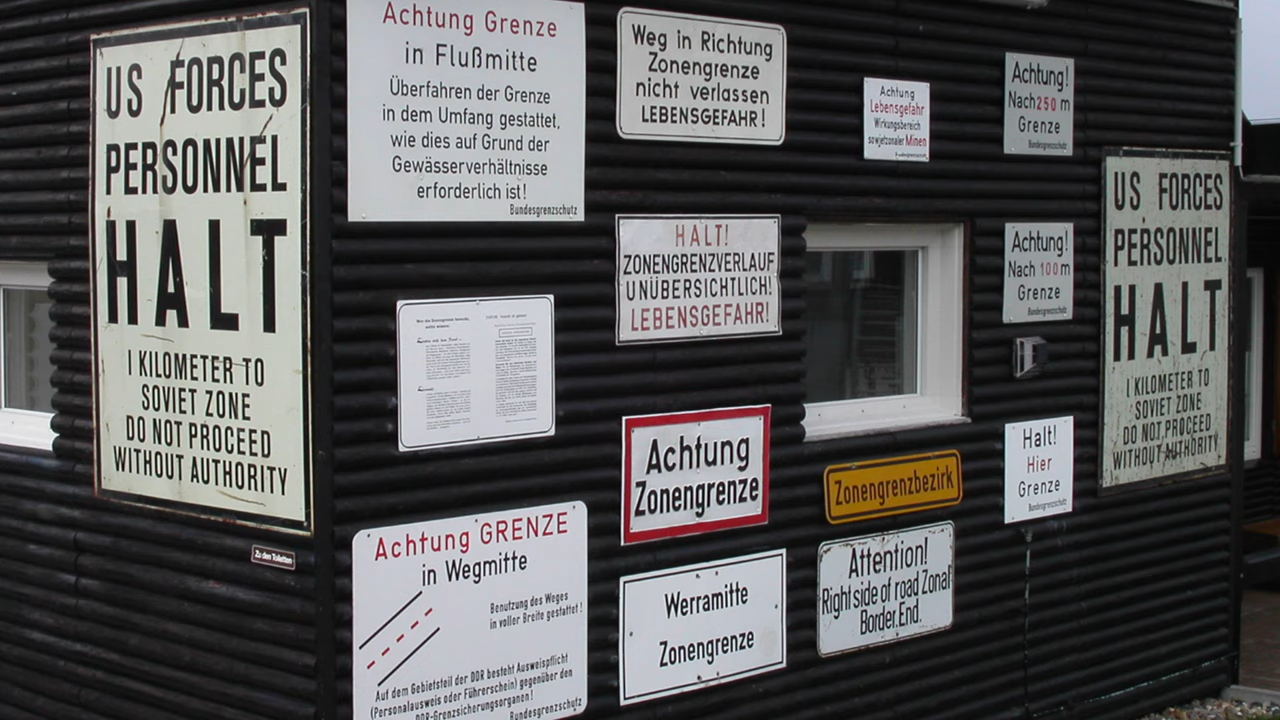 US FORCES
PERSONNEL
HALT
1 KILOMETER TO
SOVIET ZONE
DO NOT PROCEED
WITHOUT AUTHORITY
Zu den Toiletten
Achtung Grenze
in Flußmitte
Überfahren der Grenze
in dem Umfang gestattet,
wie dies auf Grund der
Gewässerverhältnisse
erforderlich ist!
Bundesgrenzschutz
Achtung GRENZE
in Wegmitte
Benutzung des Weges
in voller Breite gestattet!
Auf dem Gebietsteil der DDR besteht Ausweispflicht
(Personalausweis oder Führerschein) gegenüber den
DDR-Grenzsicherungsorganen!
Bundesgrenzschutz
Weg in Richtung
Zonengrenze
nicht verlassen
LEBENSGEFAHR!
HALT!
ZONENGRENZVERLAUF
UNÜBERSICHTLICH!
LEBENSGEFAHR!
Achtung
Zonengrenze
Werramitte
Zonengrenze
Achtung
Lebensgefahr
Wirkungsbereich
sowjetzonaler Minen
Bundesgrenzschutz
Zonengrenzbezirk
Attention!
Right side of road Zonal
Border.End.
Achtung!
Nach 250 m
Grenze
Bundesgrenzschutz
Achtung!
Nach 100 m
Grenze
Bundesgrenzschutz
Halt!
Hier
Grenze
Bundesgrenzschutz
US FORCES
PERSONNEL
HALT
1 KILOMETER TO
SOVIET ZONE
DO NOT PROCEED
WITHOUT AUTHORITY